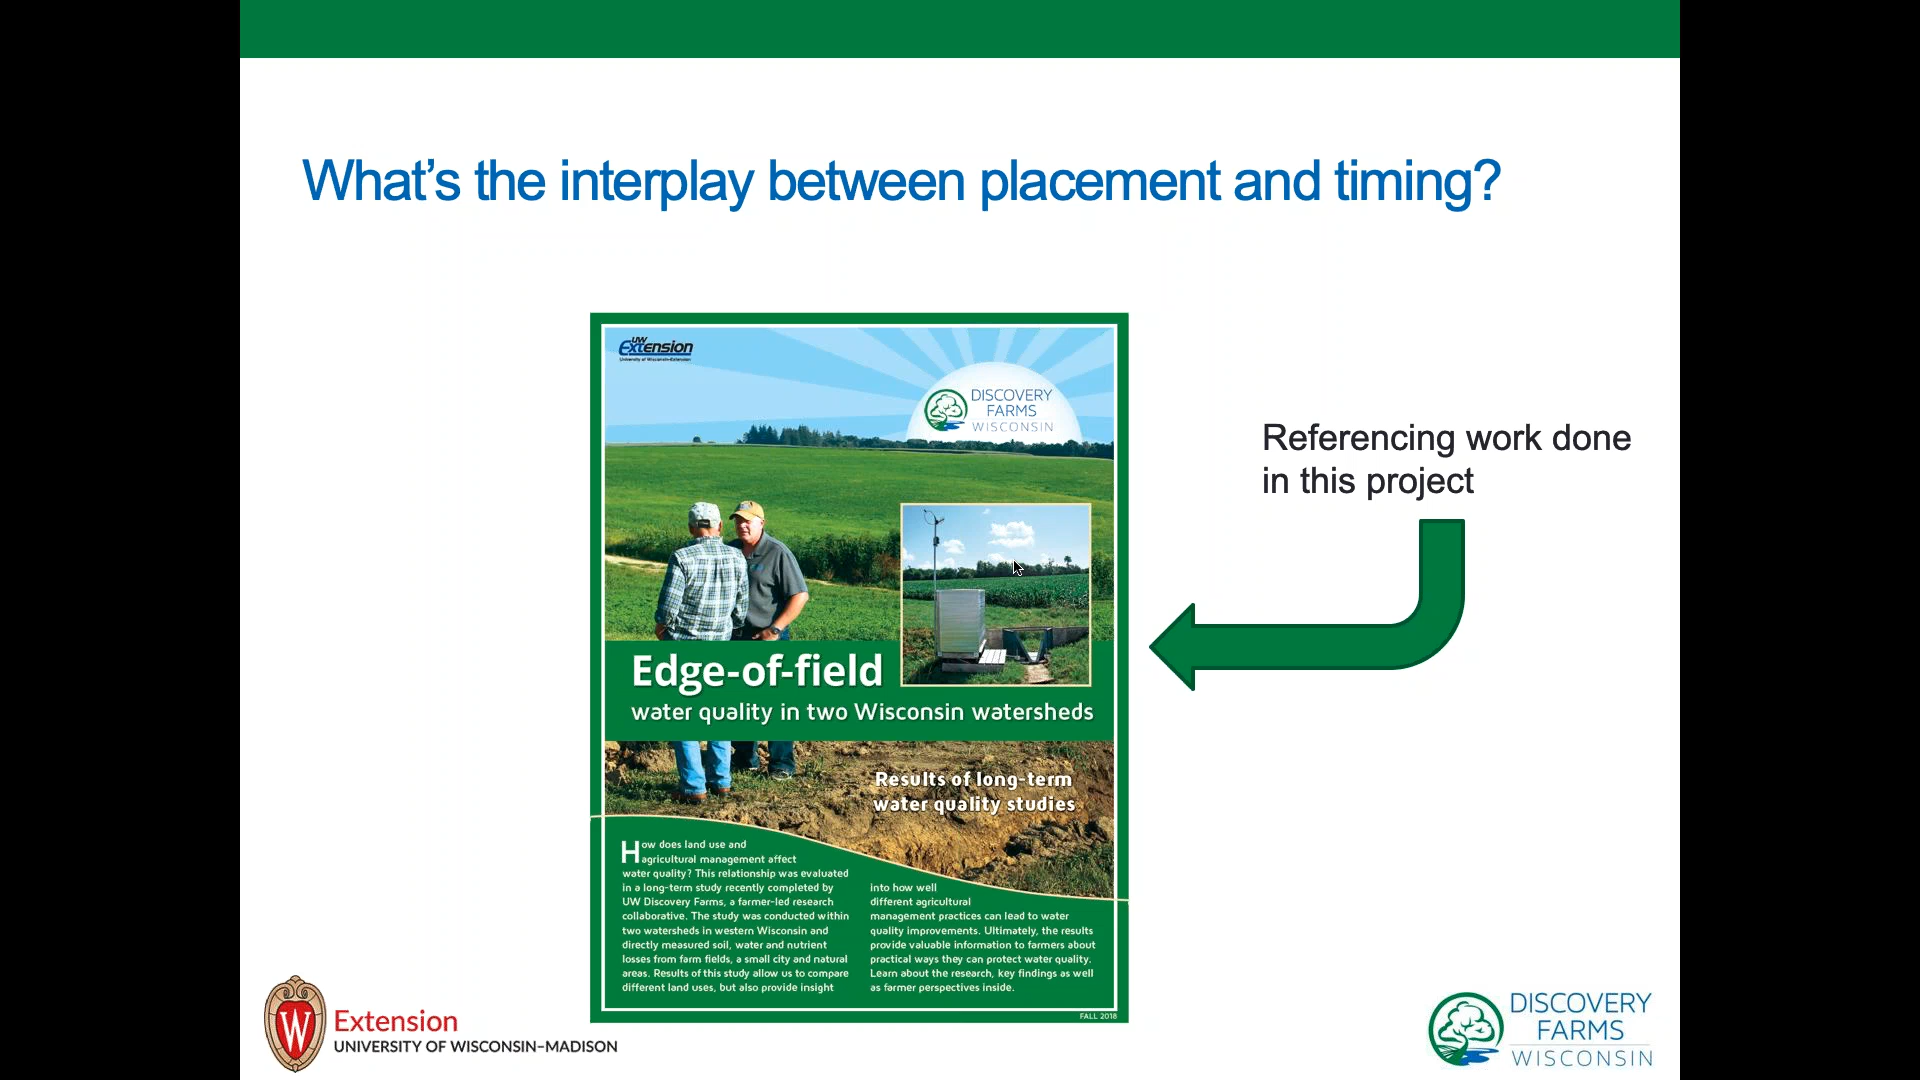 What’s the interplay between placement and timing?
UW
Extension
University of Wisconsin-Extension
DISCOVERY
FARMS
WISCONSIN
Referencing work done
in this project
Edge-of-field
water quality in two Wisconsin watersheds
Results of long-term
water quality studies
How does land use and
agricultural management affect
water quality? This relationship was evaluated
in a long-term study recently completed by
UW Discovery Farms, a farmer-led research
collaborative. The study was conducted within
two watersheds in western Wisconsin and
directly measured soil, water and nutrient
losses from farm fields, a small city and natural
areas. Results of this study allow us to compare
different land uses, but also provide insight
into how well
different agricultural
management practices can lead to water
quality improvements. Ultimately, the results
provide valuable information to farmers about
practical ways they can protect water quality.
Learn about the research, key findings as well
as farmer perspectives inside.
FALL 2018
W
Extension
UNIVERSITY OF WISCONSIN–MADISON
DISCOVERY
FARMS
WISCONSIN